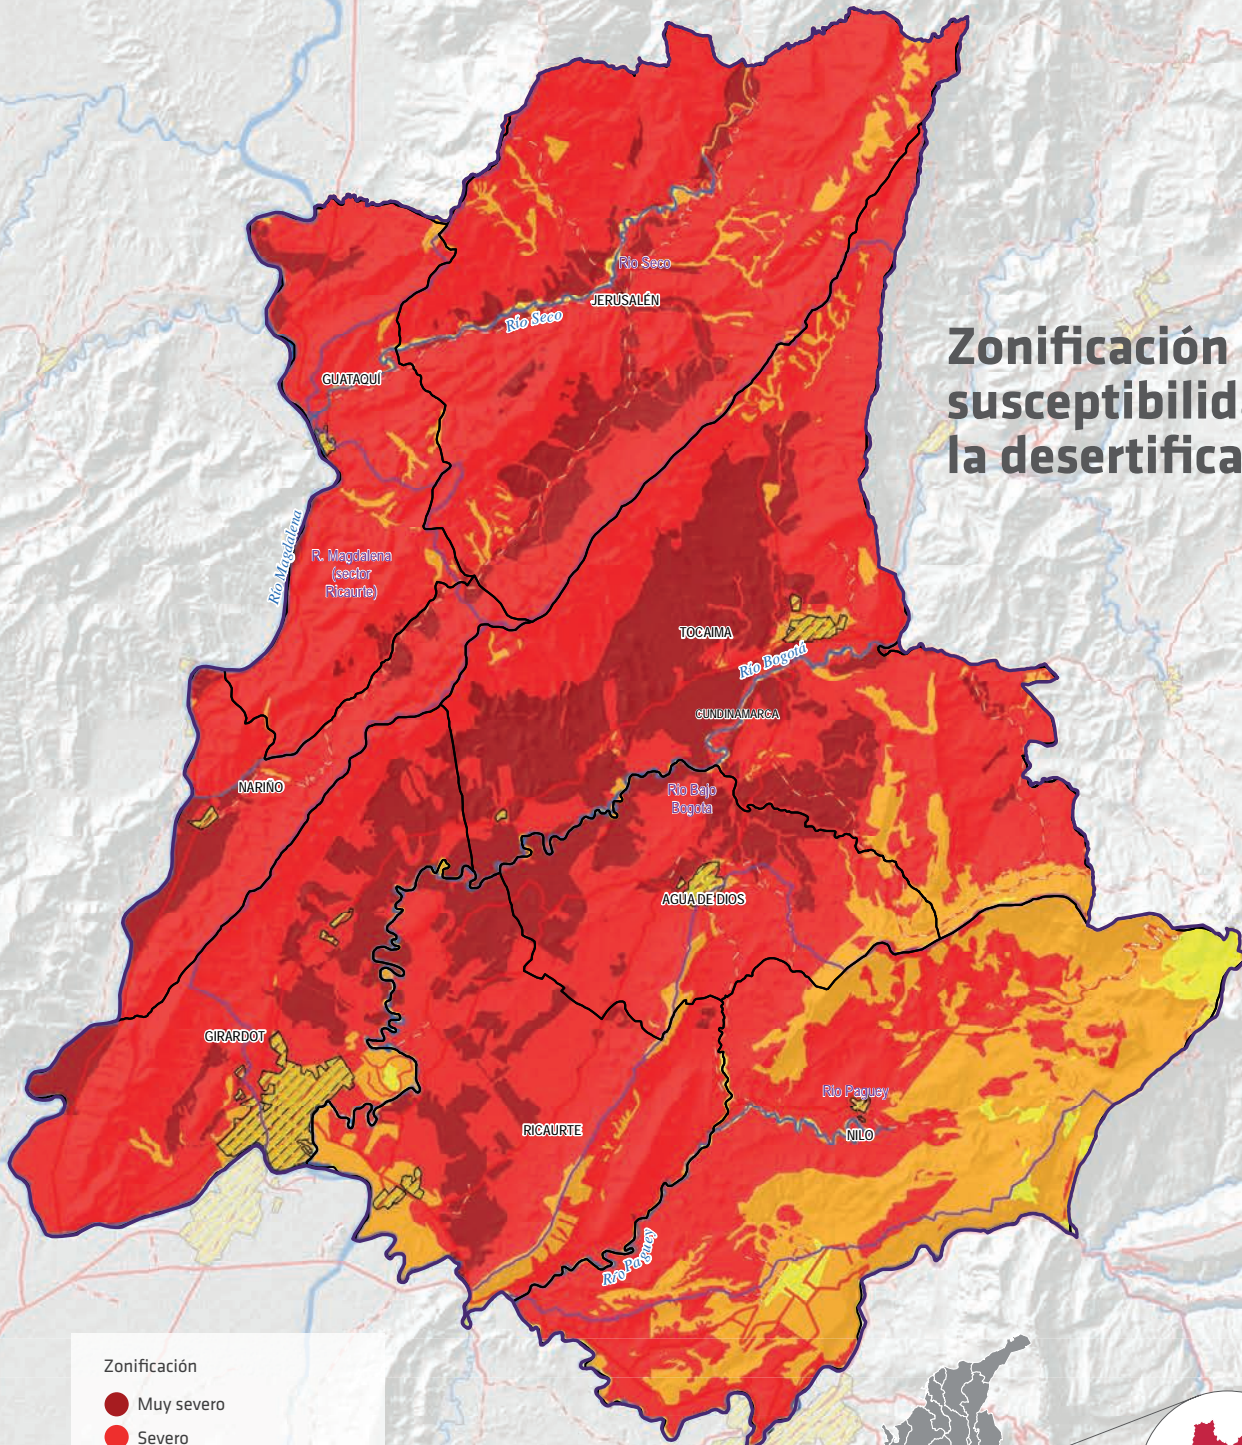 Zonificación
susceptibilid
la desertifica
Río Seco
JERUSALÉN
Río Seco
GUATAQUÍ
Río Magdalena
R. Magdalena
(sector
Ricaurte)
TOCAIMA
Río Bogotá
CUNDINAMARCA
NARIÑO
Río Bajo
Bogota
AGUA DE DIOS
GIRARDOT
Río Paguey
RICAURTE
NILO
Río Paguey
Zonificación
Muy severo
Severo